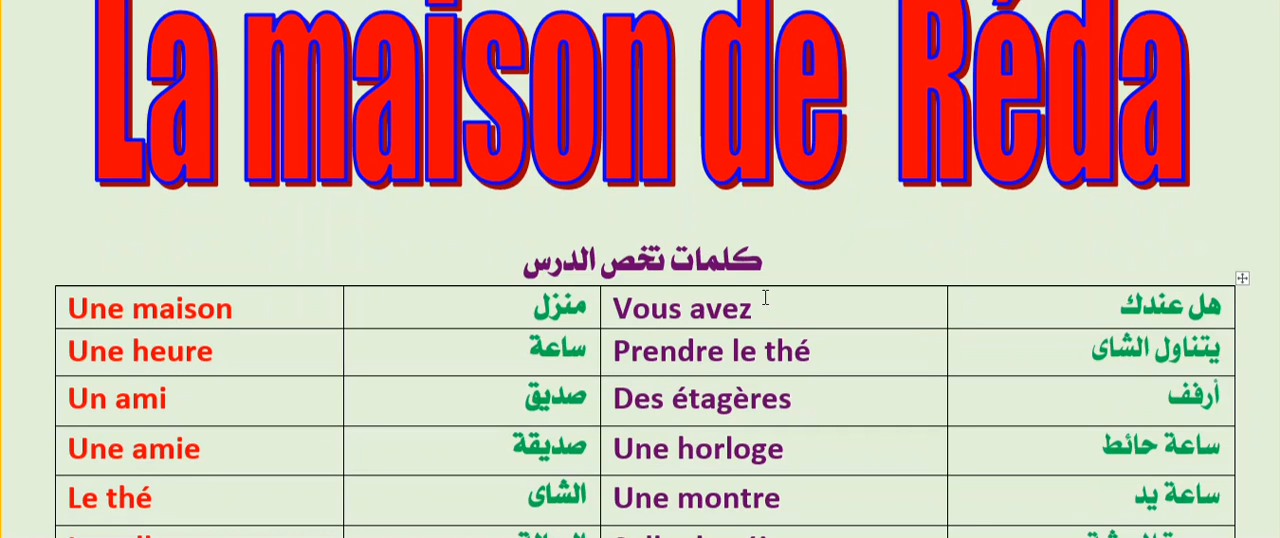 La maison de Réda
كلمات تخص الدرس
Une maison منزل Vous avez هل عندك
Une heure ساعة Prendre le thé يتناول الشاى
Un ami صديق Des étagères أرفف
Une amie صديقة Une horloge ساعة حائط
Le thé الشاى Une montre ساعة يد